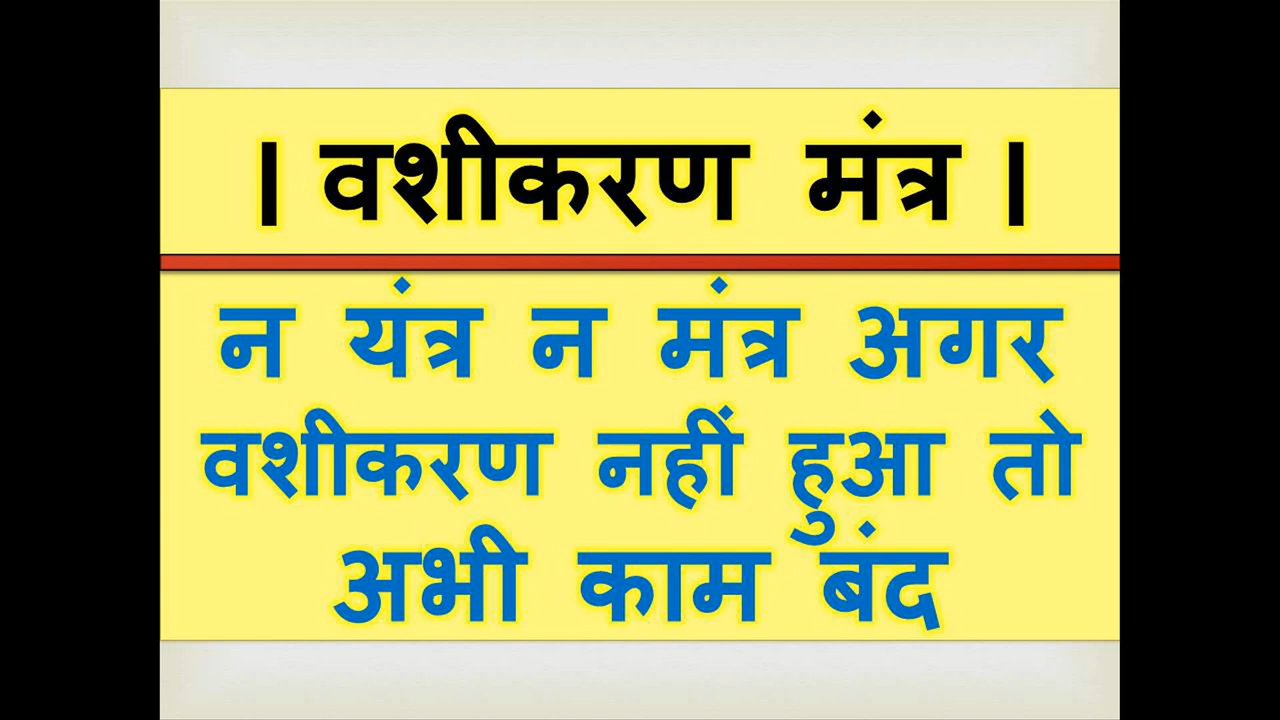 । वशीकरण मंत्र ।
न यंत्र न मंत्र अगर
वशीकरण नहीं हुआ तो
अभी काम बंद